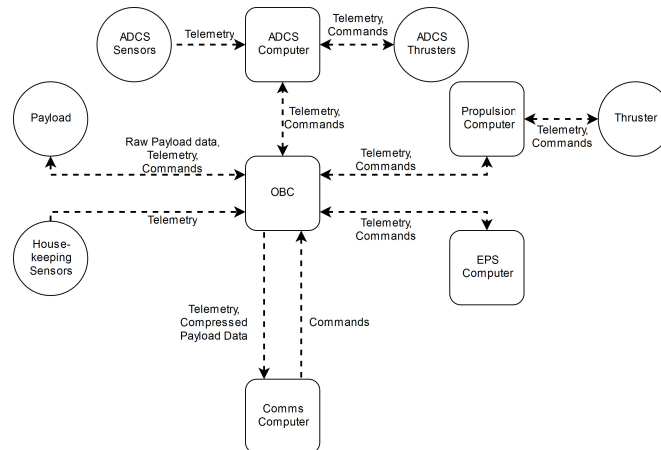 ADCS
Sensors
Telemetry
ADCS
Computer
Telemetry,
Commands
ADCS
Thrusters
Payload
Telemetry,
Commands
Propulsion
Computer
Telemetry,
Commands
Thruster
Raw Payload data,
Telemetry,
Commands
OBC
Telemetry,
Commands
House-
keeping
Sensors
Telemetry
Telemetry,
Commands
EPS
Computer
Telemetry,
Compressed
Payload Data
Commands
Comms
Computer